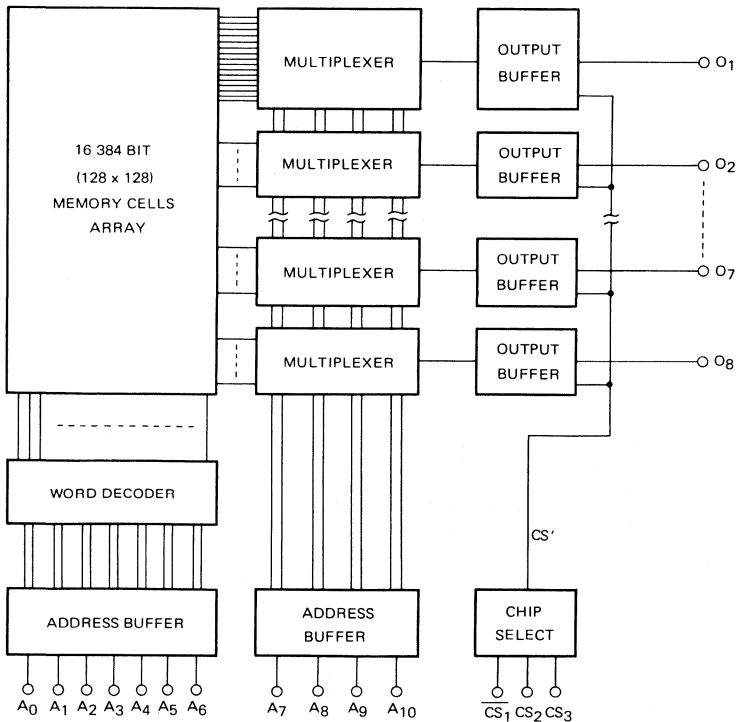 16 384 BIT
(128 x 128)
MEMORY CELLS
ARRAY
MULTIPLEXER
OUTPUT
BUFFER
O1
MULTIPLEXER
OUTPUT
BUFFER
O2
MULTIPLEXER
OUTPUT
BUFFER
O7
MULTIPLEXER
OUTPUT
BUFFER
O8
WORD DECODER
CS'
ADDRESS BUFFER
ADDRESS
BUFFER
CHIP
SELECT
A0 A1 A2 A3 A4 A5 A6
A7 A8 A9 A10
C̅S̅1̅ CS2 CS3